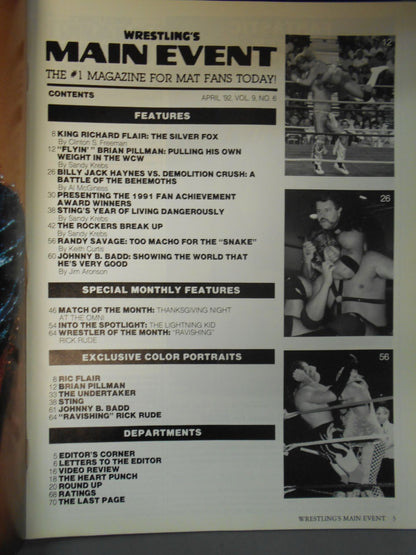 WRESTLING'S
MAIN EVENT
THE #1 MAGAZINE FOR MAT FANS TODAY!
CONTENTS
APRIL '92, VOL. 9, NO. 6
FEATURES
8 KING RICHARD FLAIR: THE SILVER FOX
By Clinton S. Freeman
12 "FLYIN'" BRIAN PILLMAN: PULLING HIS OWN
WEIGHT IN THE WCW
By Sandy Krebs
26 BILLY JACK HAYNES VS. DEMOLITION CRUSH: A
BATTLE OF THE BEHEMOTHS
By Al McGiness
30 PRESENTING THE 1991 FAN ACHIEVEMENT
AWARD WINNERS
38 STING'S YEAR OF LIVING DANGEROUSLY
By Sandy Krebs
42 THE ROCKERS BREAK UP
By Sandy Krebs
56 RANDY SAVAGE: TOO MACHO FOR THE "SNAKE"
By Keith Curtis
60 JOHNNY B. BADD: SHOWING THE WORLD THAT
HE'S VERY GOOD
By Jim Aronson
SPECIAL MONTHLY FEATURES
46 MATCH OF THE MONTH: THANKSGIVING NIGHT
AT THE OMNI
54 INTO THE SPOTLIGHT: THE LIGHTNING KID
64 WRESTLER OF THE MONTH: "RAVISHING"
RICK RUDE
EXCLUSIVE COLOR PORTRAITS
8 RIC FLAIR
12 BRIAN PILLMAN
33 THE UNDERTAKER
38 STING
61 JOHNNY B. BADD
64 "RAVISHING" RICK RUDE
DEPARTMENTS
5 EDITOR'S CORNER
6 LETTERS TO THE EDITOR
16 VIDEO REVIEW
18 THE HEART PUNCH
20 ROUND UP
68 RATINGS
70 THE LAST PAGE
12
26
56
WRESTLING'S MAIN EVENT 3